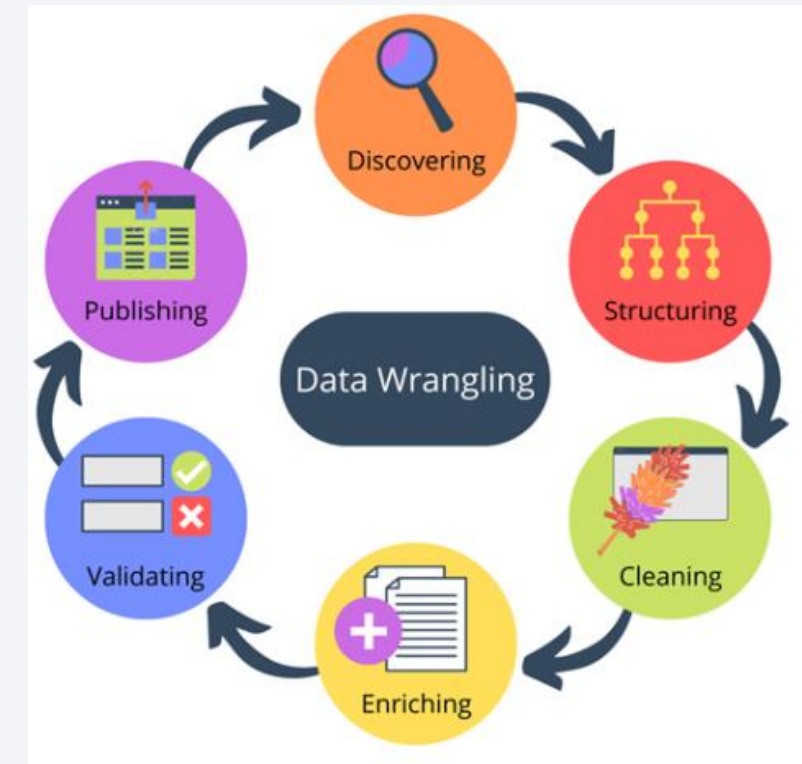 Discovering
Structuring
Cleaning
Enriching
Validating
Publishing
Data Wrangling